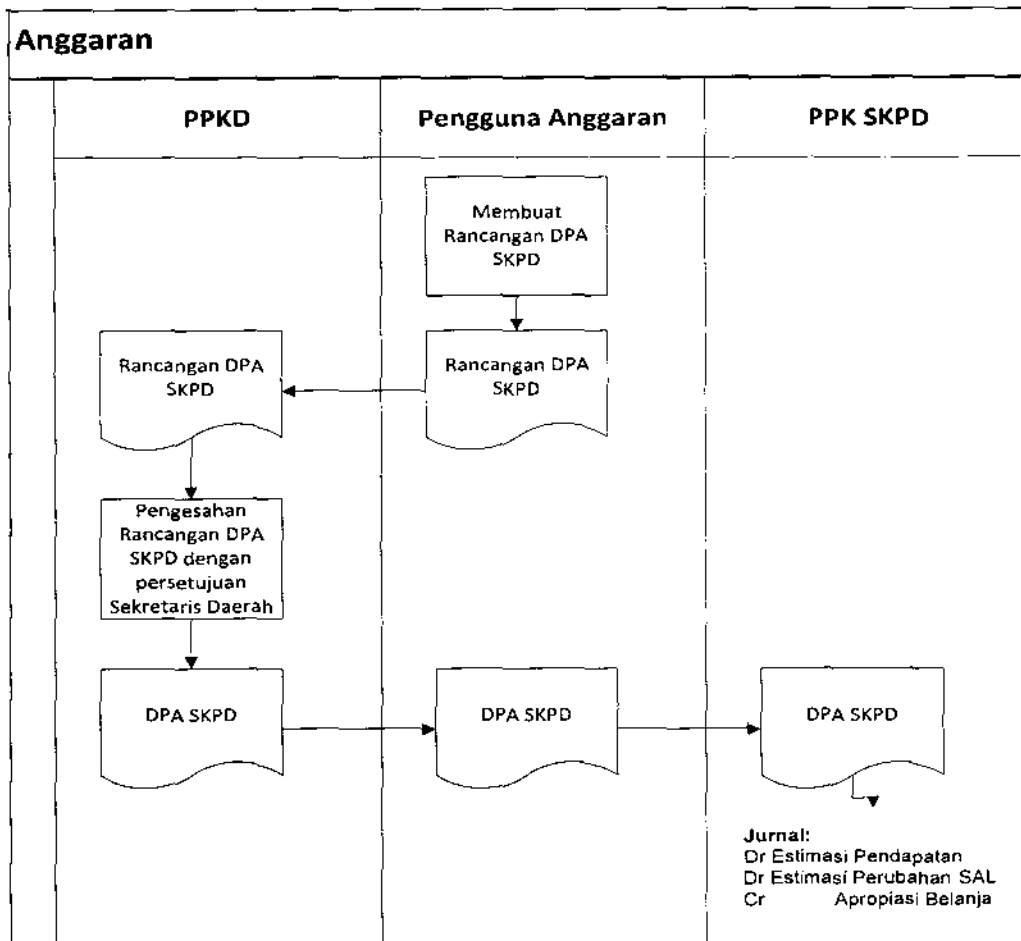 Anggaran
PPKD
Pengguna Anggaran
PPK SKPD
Membuat
Rancangan DPA
SKPD
Rancangan DPA
SKPD
Rancangan DPA
SKPD
Pengesahan
Rancangan DPA
SKPD dengan
persetujuan
Sekretaris Daerah
DPA SKPD
DPA SKPD
DPA SKPD
Jurnal:
Dr Estimasi Pendapatan
Dr Estimasi Perubahan SAL
Cr Apropiasi Belanja